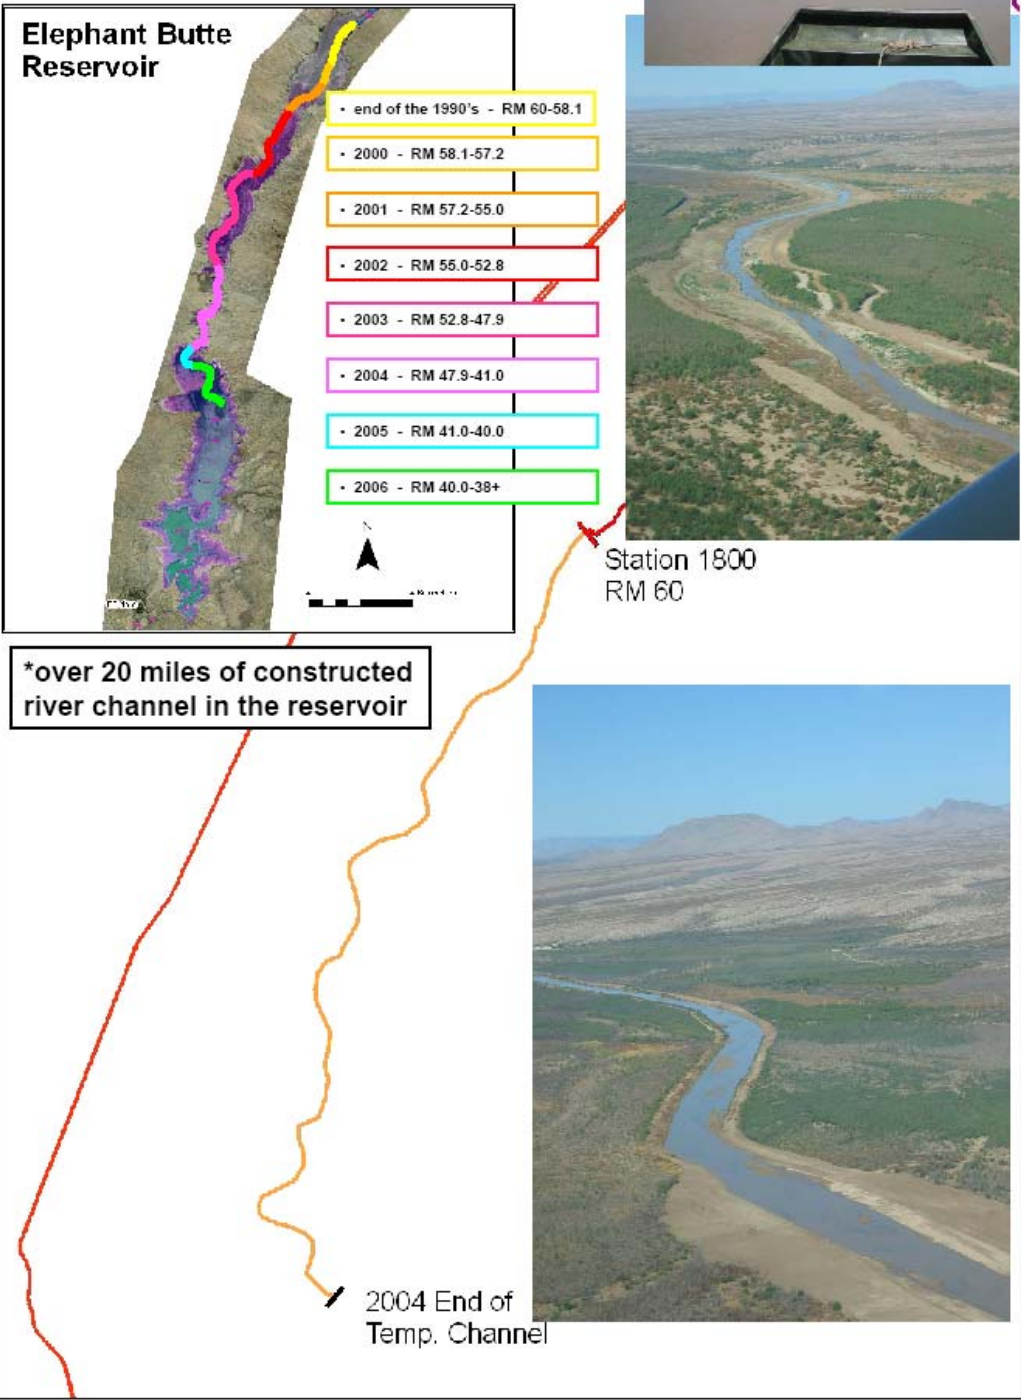 Elephant Butte
Reservoir
• end of the 1990's - RM 60-58.1
• 2000 - RM 58.1-57.2
• 2001 - RM 57.2-55.0
• 2002 - RM 55.0-52.8
• 2003 - RM 52.8-47.9
• 2004 - RM 47.9-41.0
• 2005 - RM 41.0-40.0
• 2006 - RM 40.0-38+
N
Station 1800
RM 60
*over 20 miles of constructed
river channel in the reservoir
2004 End of
Temp. Channel